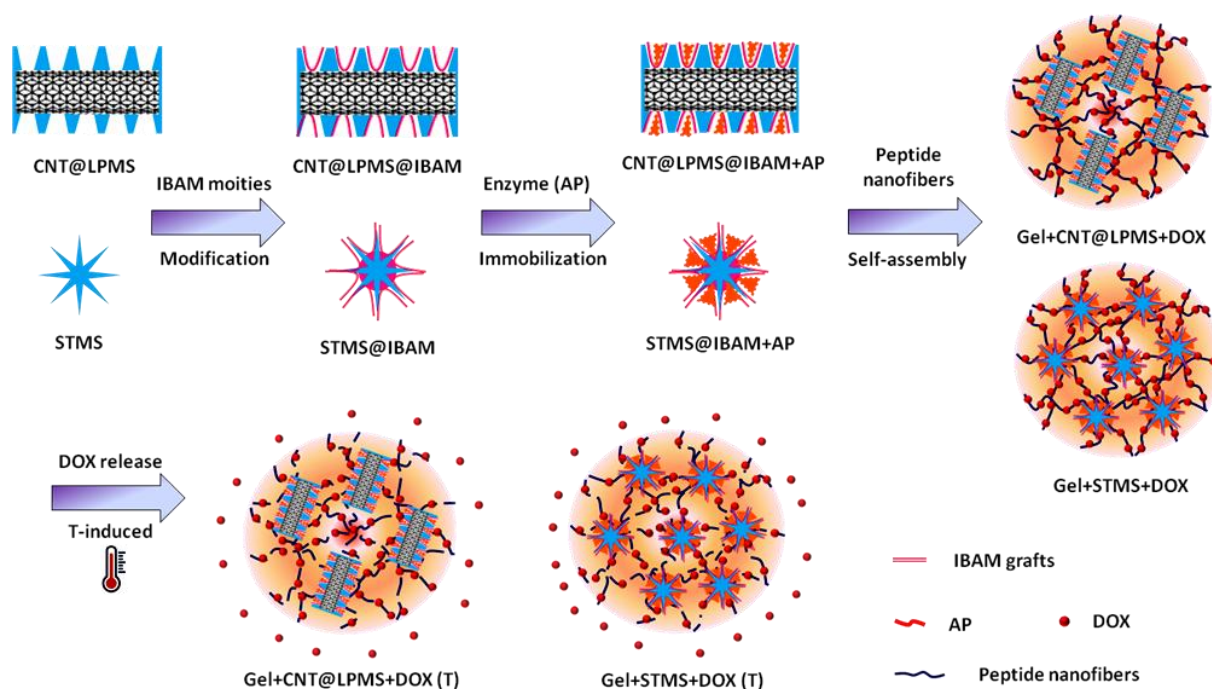 CNT@LPMS
IBAM moities
Modification
CNT@LPMS@IBAM
Enzyme (AP)
Immobilization
CNT@LPMS@IBAM+AP
Peptide
nanofibers
Self-assembly
Gel+CNT@LPMS+DOX
STMS
STMS@IBAM
STMS@IBAM+AP
Gel+STMS+DOX
DOX release
T-induced
Gel+CNT@LPMS+DOX (T)
Gel+STMS+DOX (T)
IBAM grafts
AP
DOX
Peptide nanofibers